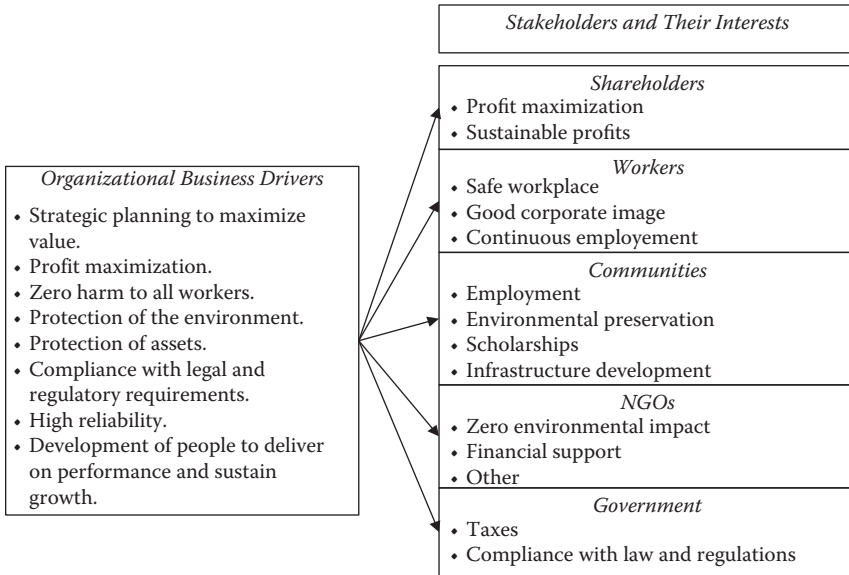 Stakeholders and Their Interests
Shareholders
• Profit maximization
• Sustainable profits
Workers
• Safe workplace
• Good corporate image
• Continuous employement
Communities
• Employment
• Environmental preservation
• Scholarships
• Infrastructure development
NGOs
• Zero environmental impact
• Financial support
• Other
Government
• Taxes
• Compliance with law and regulations
Organizational Business Drivers
• Strategic planning to maximize
value.
• Profit maximization.
• Zero harm to all workers.
• Protection of the environment.
• Protection of assets.
• Compliance with legal and
regulatory requirements.
• High reliability.
• Development of people to deliver
on performance and sustain
growth.